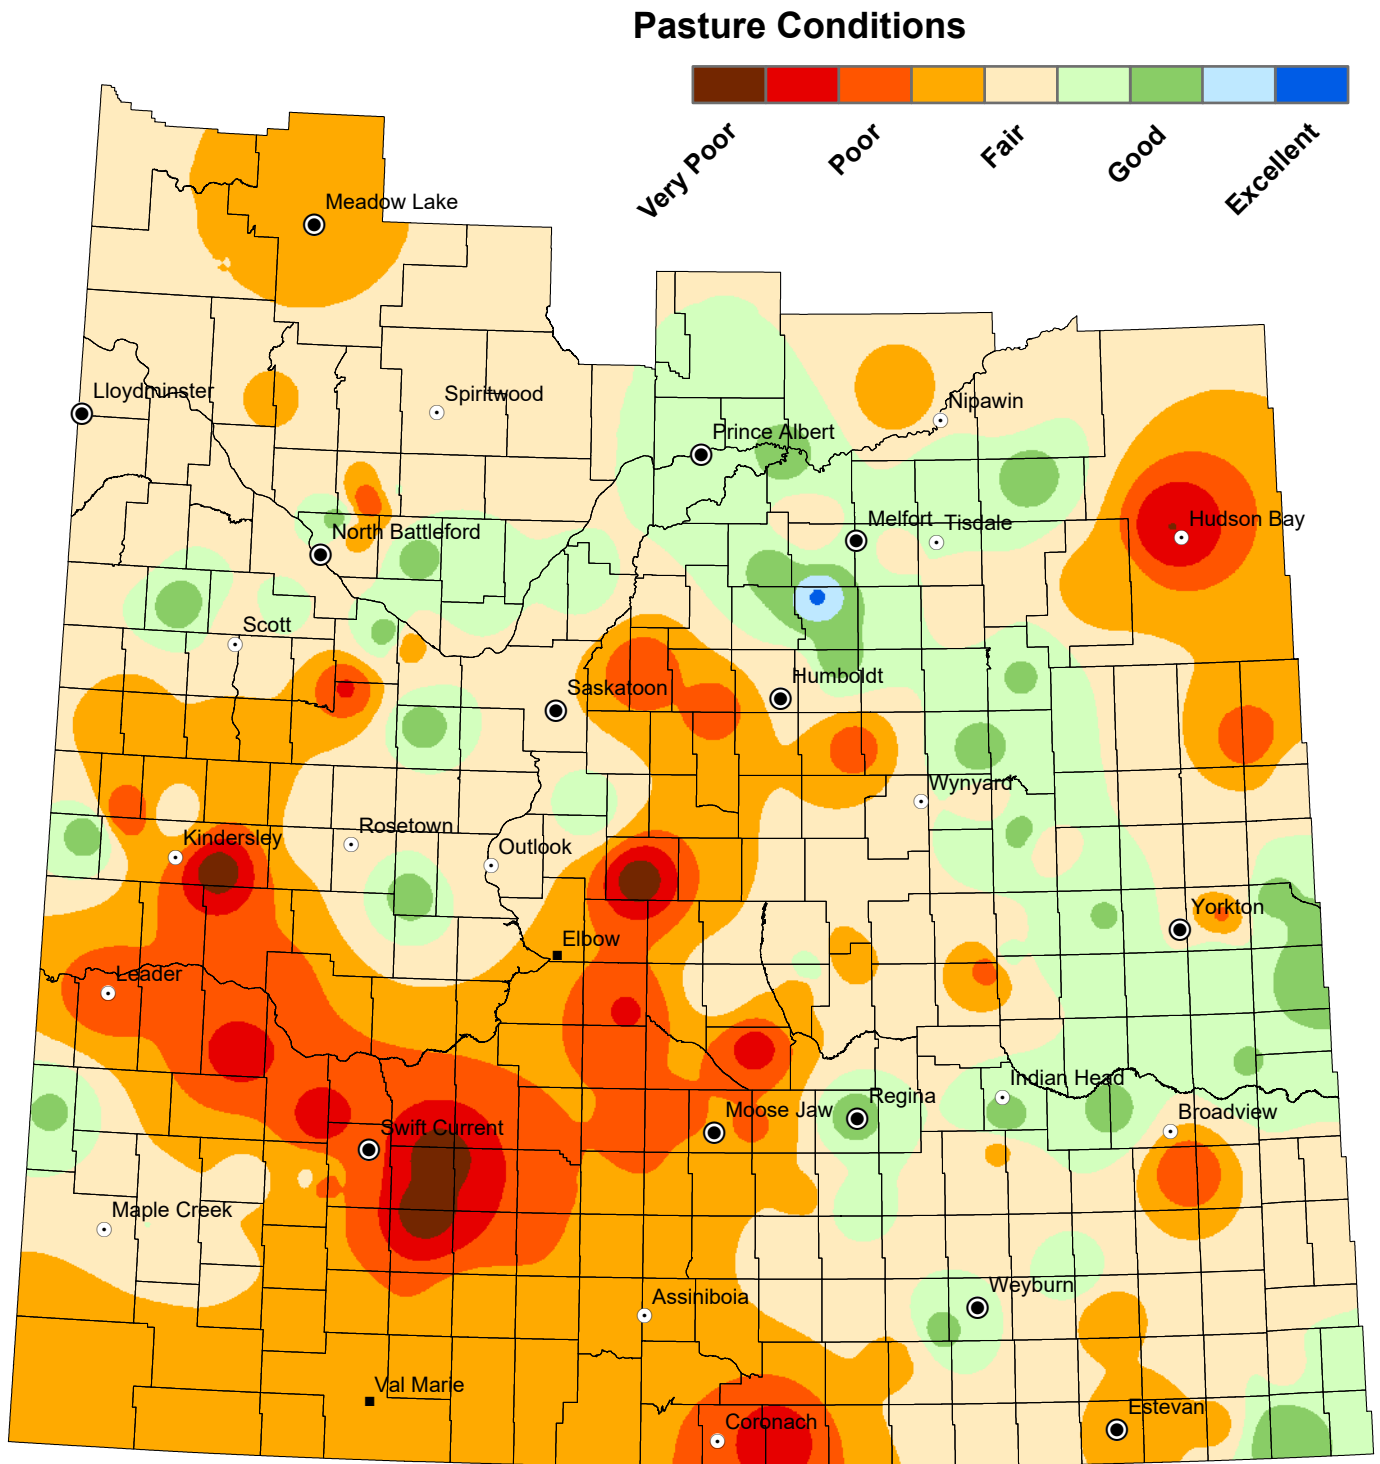 Pasture Conditions
Very Poor
Poor
Fair
Good
Excellent
Meadow Lake
Lloydminster
Spiritwood
Nipawin
Prince Albert
Melfort
Tisdale
Hudson Bay
North Battleford
Scott
Saskatoon
Humboldt
Wynyard
Kindersley
Rosetown
Outlook
Yorkton
Elbow
Leader
Indian Head
Regina
Moose Jaw
Broadview
Swift Current
Maple Creek
Weyburn
Assiniboia
Val Marie
Estevan
Coronach